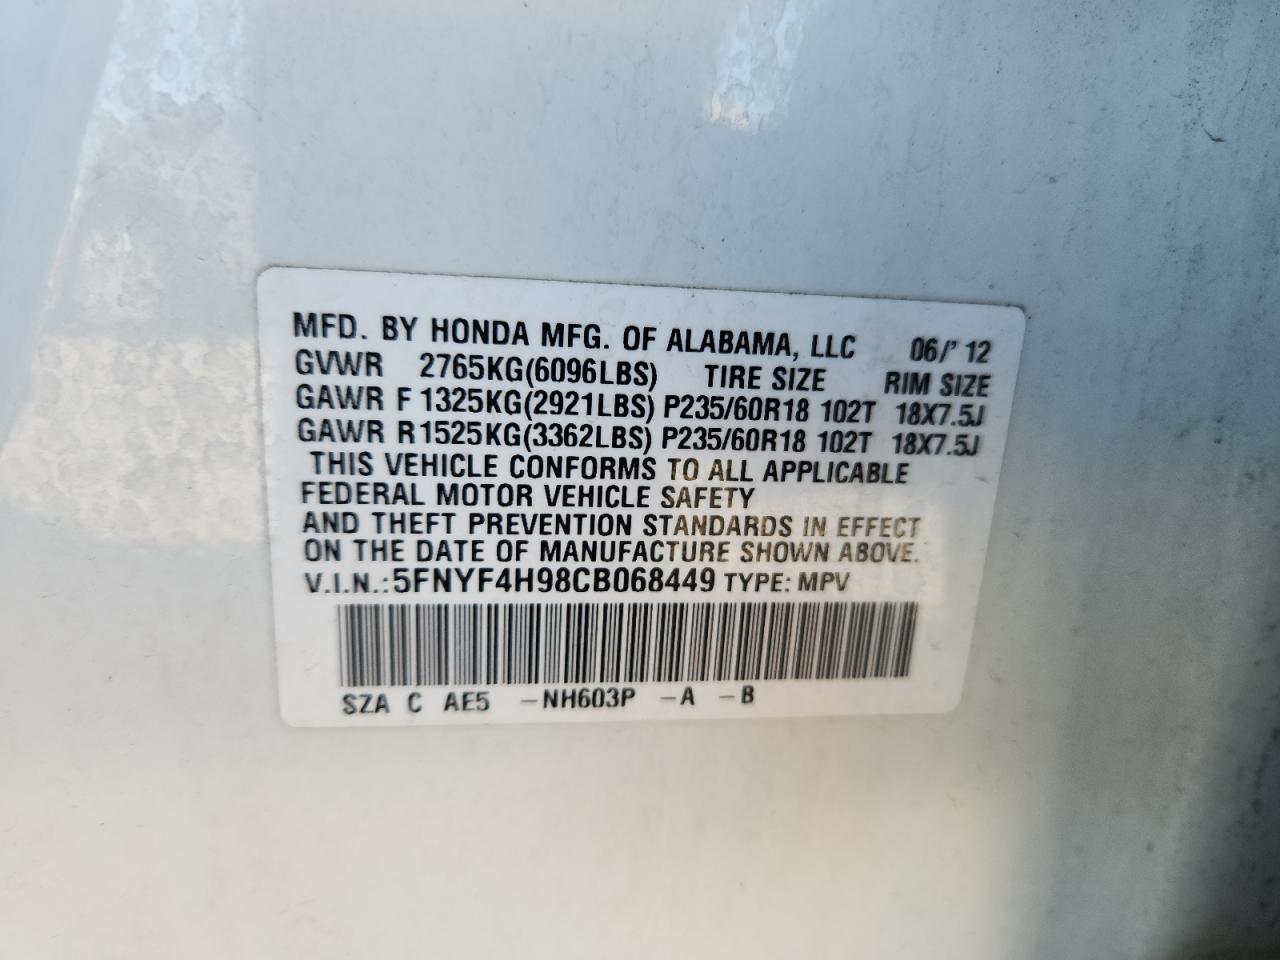 MFD. BY HONDA MFG. OF ALABAMA, LLC 06/' 12
GVWR 2765KG(6096LBS) TIRE SIZE RIM SIZE
GAWR F 1325KG(2921LBS) P235/60R18 102T 18X7.5J
GAWR R1525KG(3362LBS) P235/60R18 102T 18X7.5J
THIS VEHICLE CONFORMS TO ALL APPLICABLE
FEDERAL MOTOR VEHICLE SAFETY
AND THEFT PREVENTION STANDARDS IN EFFECT
ON THE DATE OF MANUFACTURE SHOWN ABOVE.
V.I.N.:5FNYF4H98CB068449 TYPE: MPV
SZA C AE5 -NH603P -A -B